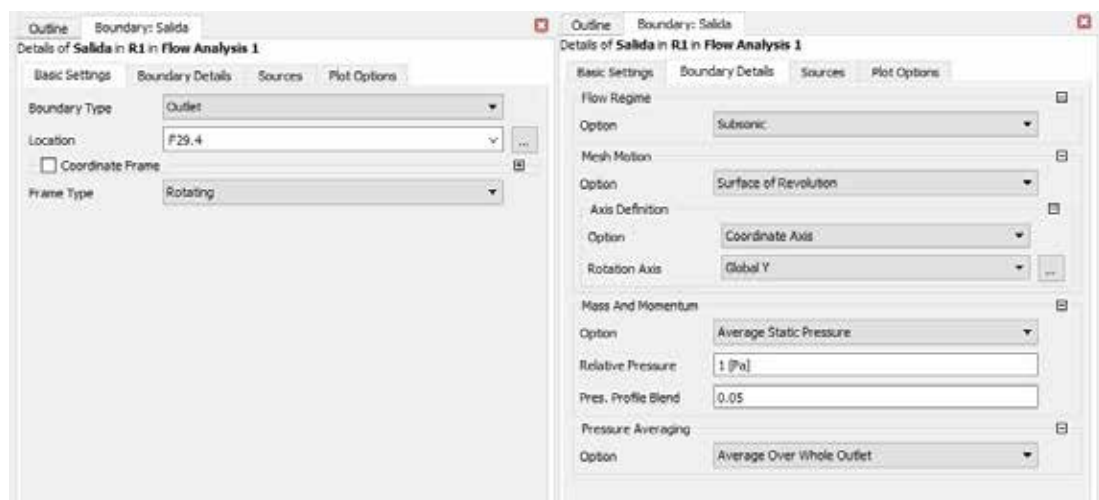 Outline Boundary: Salida
Details of Salida in R1 in Flow Analysis 1
Basic Settings Boundary Details Sources Plot Options
Boundary Type Outlet
Location F29.4 ...
Coordinate Frame
Frame Type Rotating
Outline Boundary: Salida
Details of Salida in R1 in Flow Analysis 1
Basic Settings Boundary Details Sources Plot Options
Flow Regime
Option Subsonic
Mesh Motion
Option Surface of Revolution
Axis Definition
Option Coordinate Axis
Rotation Axis Global Y ...
Mass And Momentum
Option Average Static Pressure
Relative Pressure 1 [Pa]
Pres. Profile Blend 0.05
Pressure Averaging
Option Average Over Whole Outlet